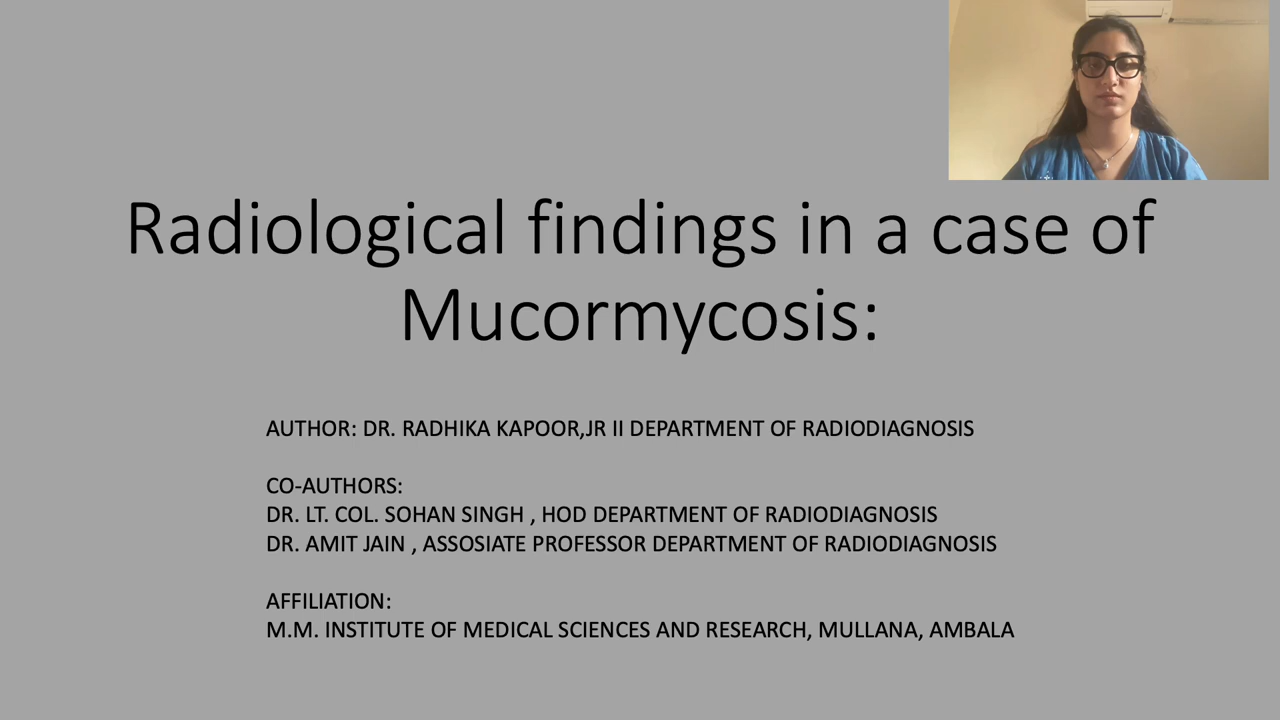 Radiological findings in a case of
Mucormycosis:
AUTHOR: DR. RADHIKA KAPOOR,JR II DEPARTMENT OF RADIODIAGNOSIS
CO-AUTHORS:
DR. LT. COL. SOHAN SINGH , HOD DEPARTMENT OF RADIODIAGNOSIS
DR. AMIT JAIN , ASSOSIATE PROFESSOR DEPARTMENT OF RADIODIAGNOSIS
AFFILIATION:
M.M. INSTITUTE OF MEDICAL SCIENCES AND RESEARCH, MULLANA, AMBALA